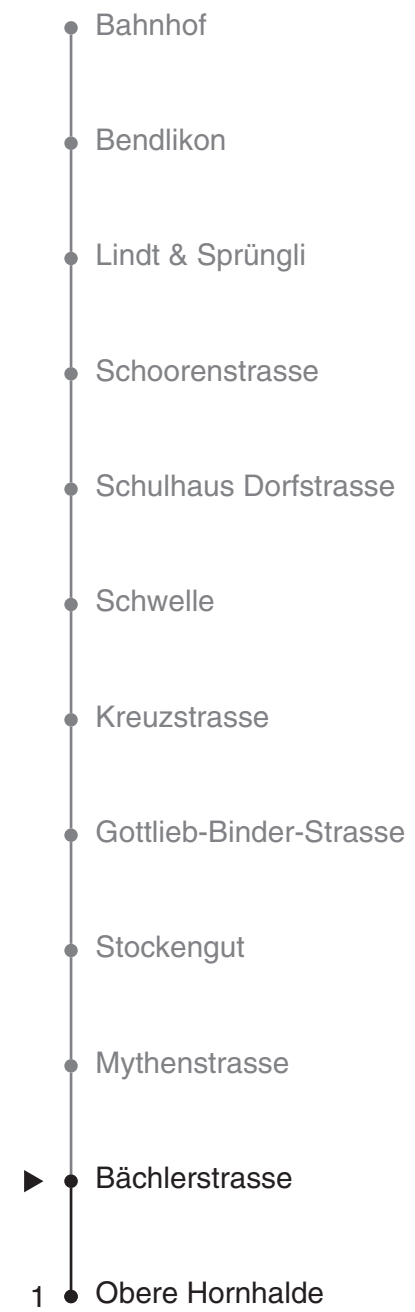 Bahnhof
Bendlikon
Lindt & Sprüngli
Schoorenstrasse
Schulhaus Dorfstrasse
Schwelle
Kreuzstrasse
Gottlieb-Binder-Strasse
Stockengut
Mythenstrasse
Bächlerstrasse
1 Obere Hornhalde